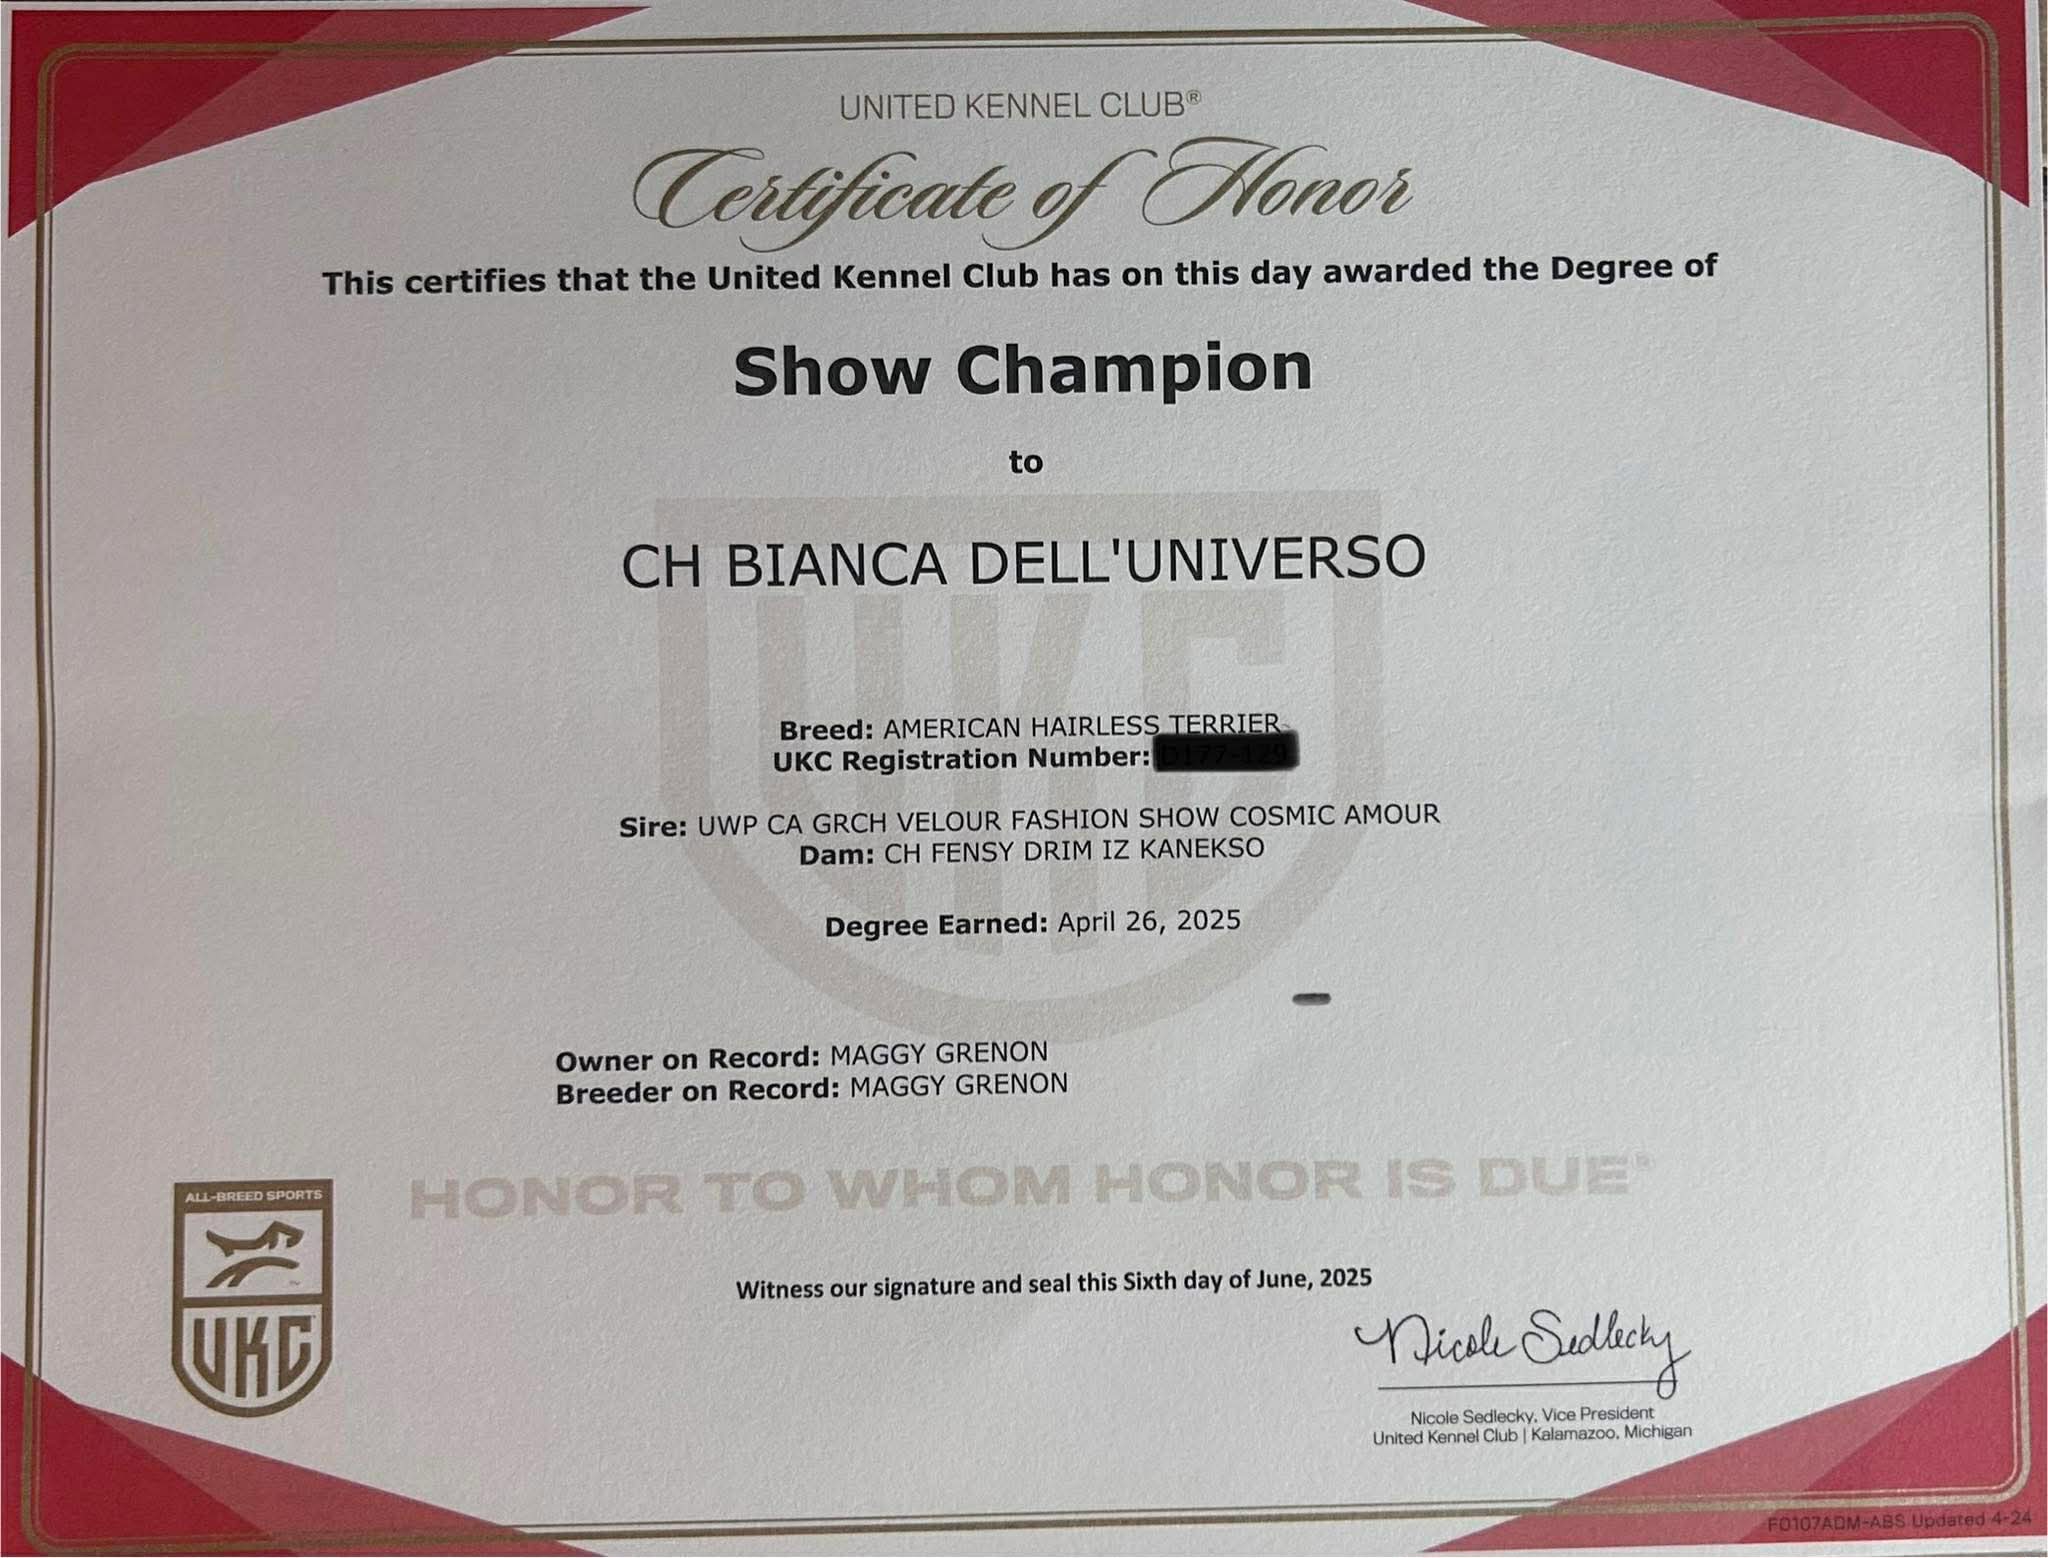 UNITED KENNEL CLUB®
Certificate of Honor
This certifies that the United Kennel Club has on this day awarded the Degree of
Show Champion
to
CH BIANCA DELL'UNIVERSO
Breed: AMERICAN HAIRLESS TERRIER
UKC Registration Number:
Sire: UWP CA GRCH VELOUR FASHION SHOW COSMIC AMOUR
Dam: CH FENSY DRIM IZ KANEKSO
Degree Earned: April 26, 2025
UKC
Owner on Record: MAGGY GRENON
Breeder on Record: MAGGY GRENON
HONOR TO WHOM HONOR IS DUE®
ALL-BREED SPORTS
UKC
Witness our signature and seal this Sixth day of June, 2025
Nicole Sedlecky
Nicole Sedlecky, Vice President
United Kennel Club | Kalamazoo, Michigan
F0107ADM-ABS Updated 4-24